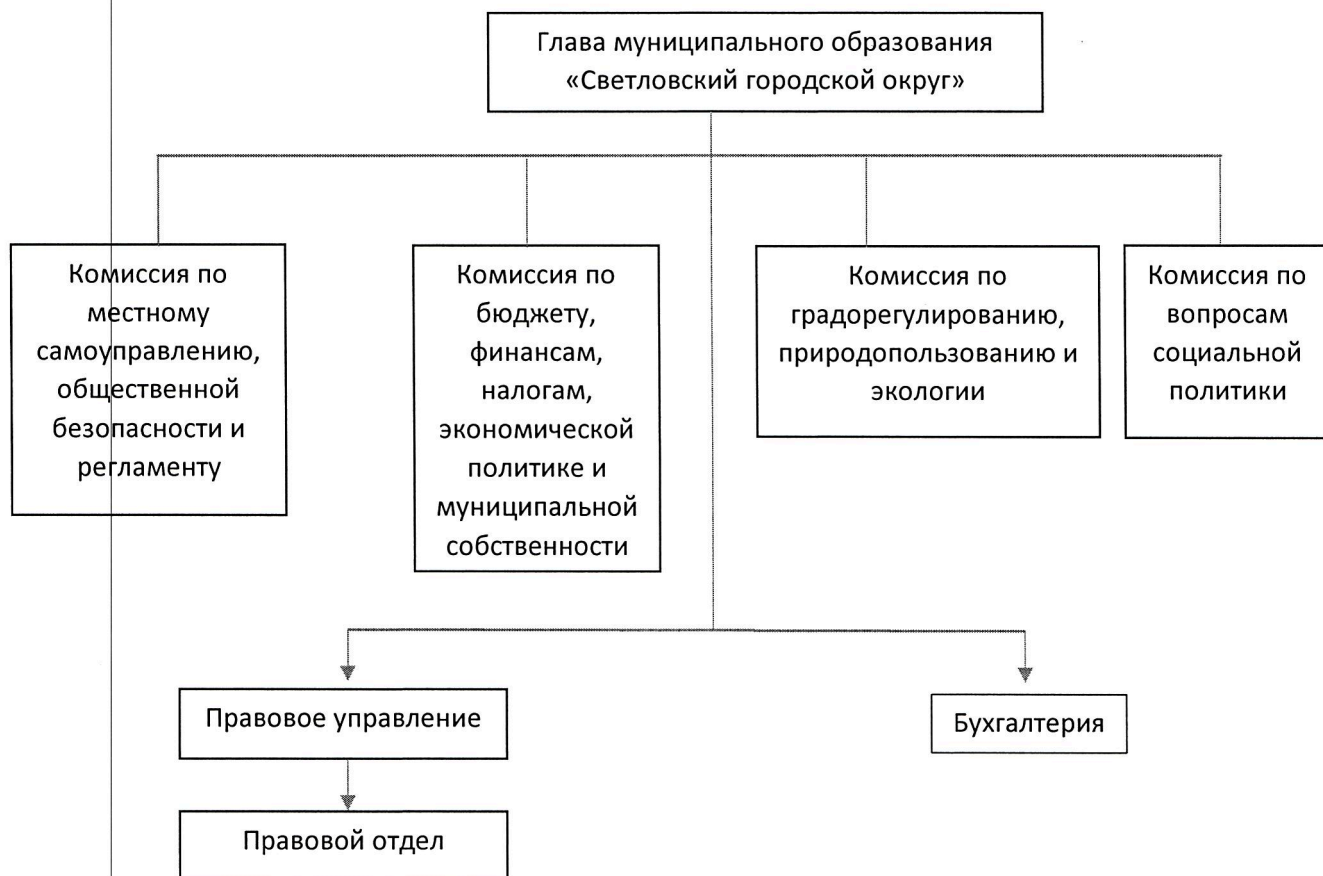 Глава муниципального образования
«Светловский городской округ»
Комиссия по
местному
самоуправлению,
общественной
безопасности и
регламенту
Комиссия по
бюджету,
финансам,
налогам,
экономической
политике и
муниципальной
собственности
Комиссия по
градорегулированию,
природопользованию и
экологии
Комиссия по
вопросам
социальной
политики
Правовое управление
Бухгалтерия
Правовой отдел